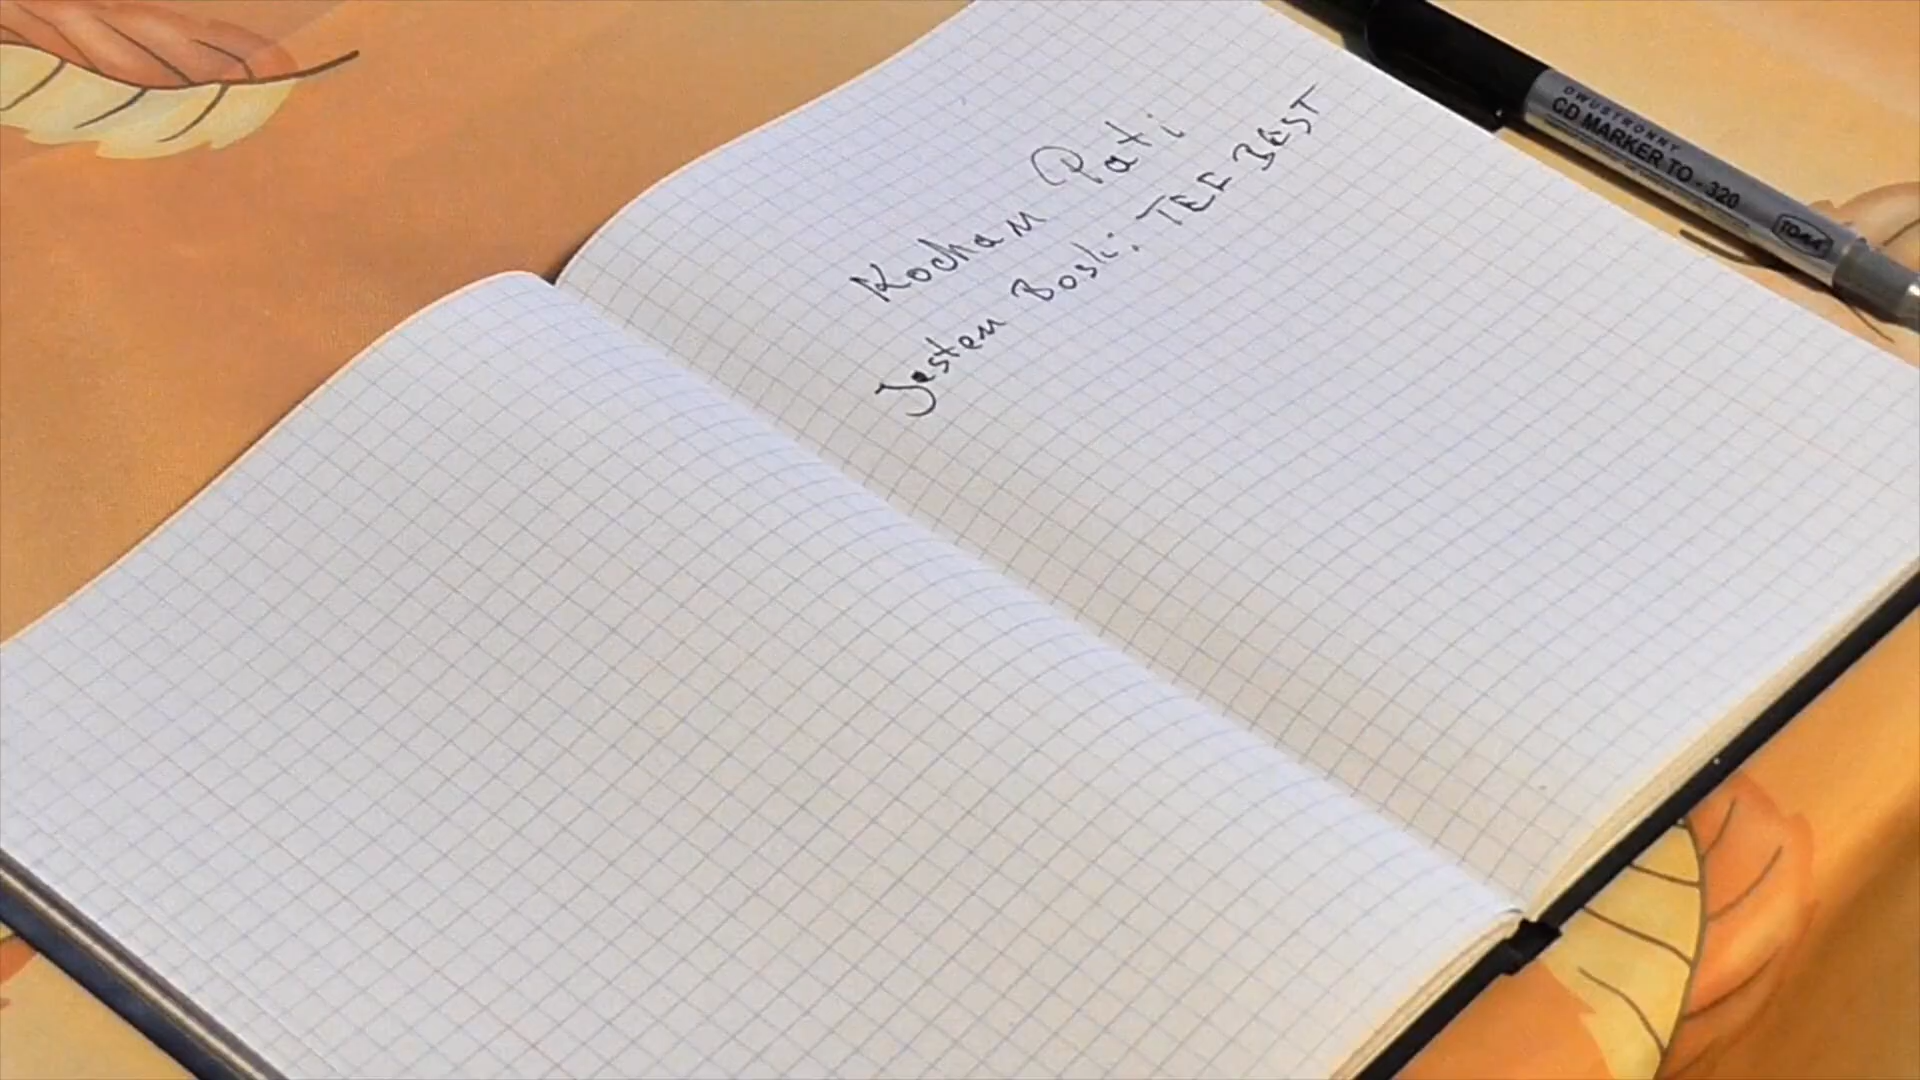 Kocham Pati
Jestem Boski. TEF BEST
DWUSTRONNY
CD MARKER TO - 320
TOMA